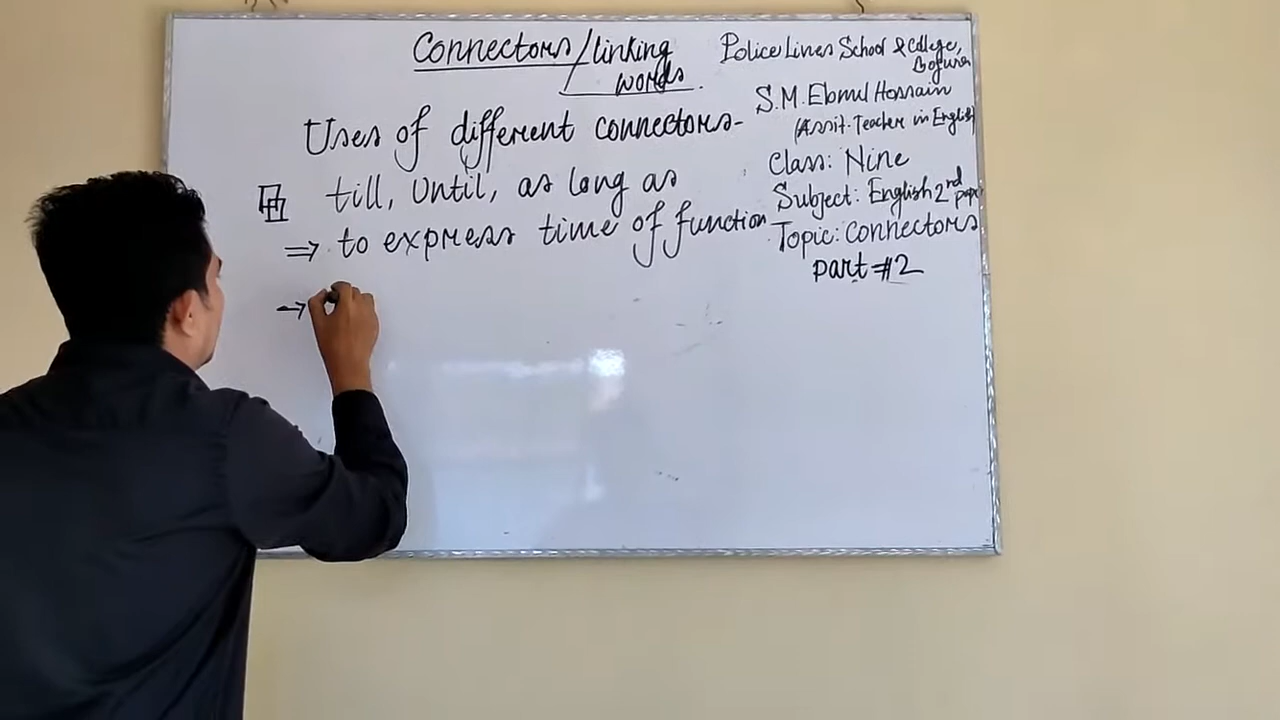 Connectors/linking
words.
Uses of different connectors-
till, Until, as long as
⇒ to express time of function
→
Police Lines School & College,
Bogura
S.M. Ebnul Hossain
(Assit. Teacher in English)
Class: Nine
Subject: English 2nd paper
Topic: Connectors
part #2